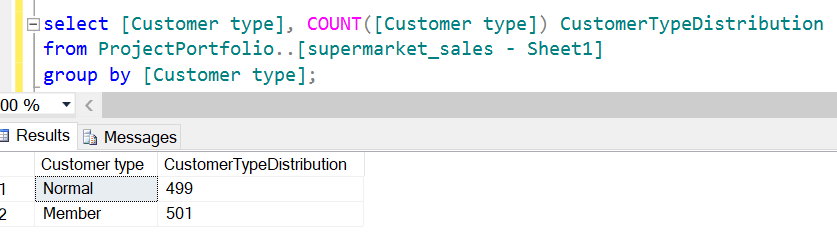 select [Customer type], COUNT([Customer type]) CustomerTypeDistribution
from ProjectPortfolio..[supermarket_sales - Sheet1]
group by [Customer type];
00 %
Results Messages
Customer type CustomerTypeDistribution
1 Normal 499
2 Member 501